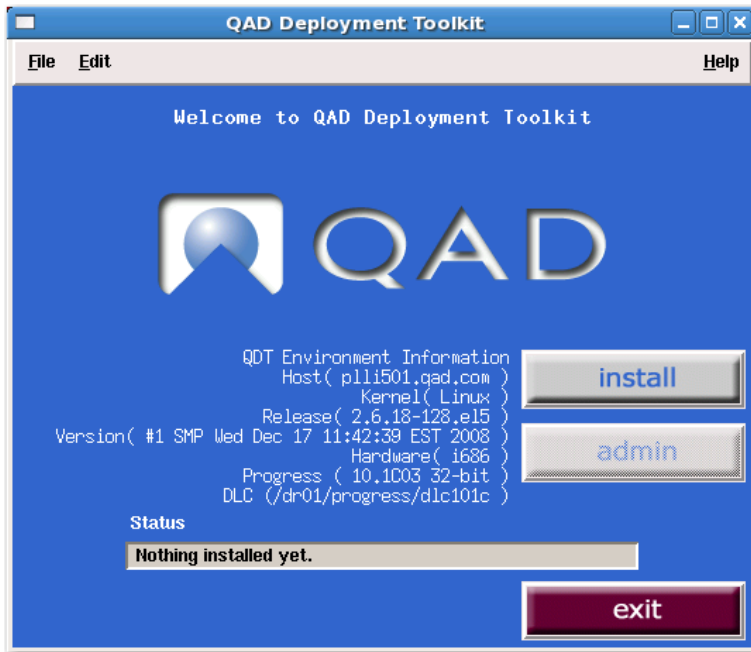 QAD Deployment Toolkit
File Edit Help
Welcome to QAD Deployment Toolkit
QAD
QDT Environment Information
Host( plli501.qad.com )
Kernel( Linux )
Release( 2.6.18-128.el5 )
Version( #1 SMP Wed Dec 17 11:42:39 EST 2008 )
Hardware( i686 )
Progress ( 10.1C03 32-bit )
DLC (/dr01/progress/dlc101c )
install
admin
Status
Nothing installed yet.
exit